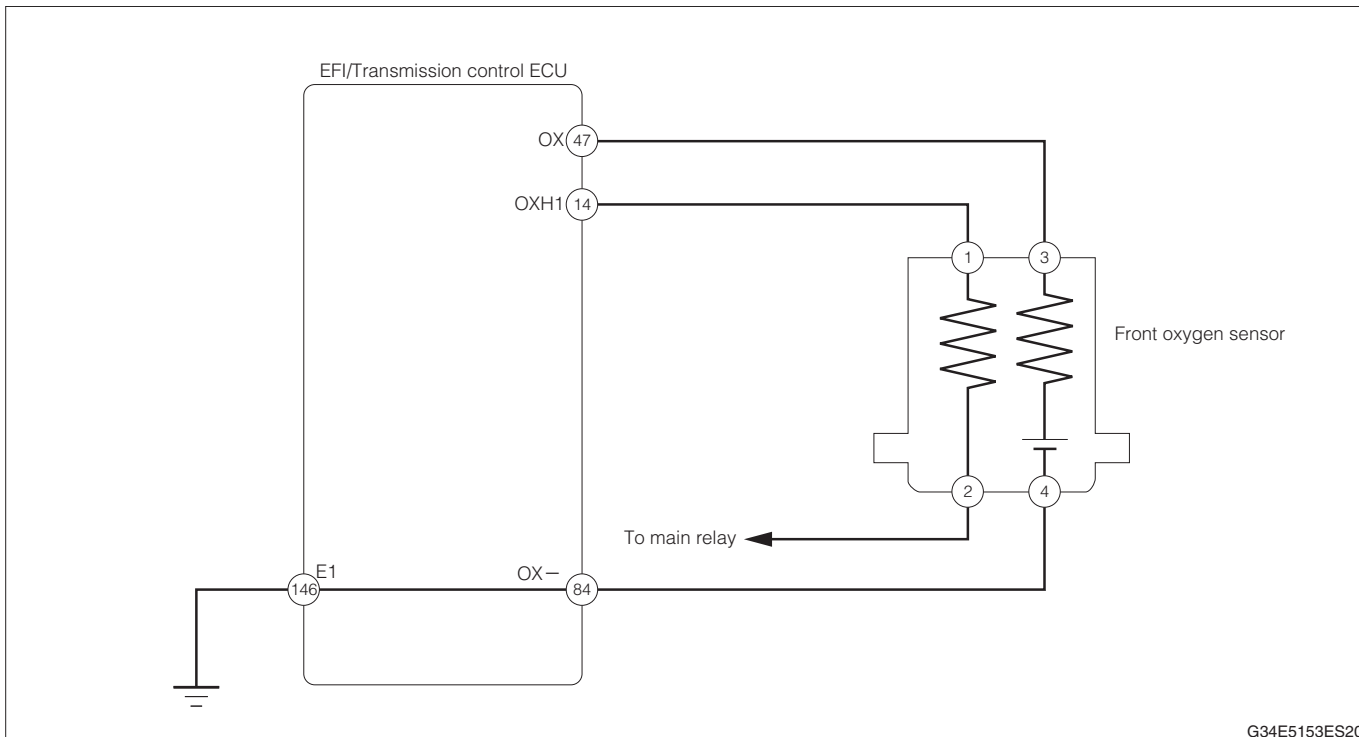 EFI/Transmission control ECU
OX 47
OXH1 14
1 3
Front oxygen sensor
2 4
To main relay
E1
146
OX− 84
G34E5153ES20